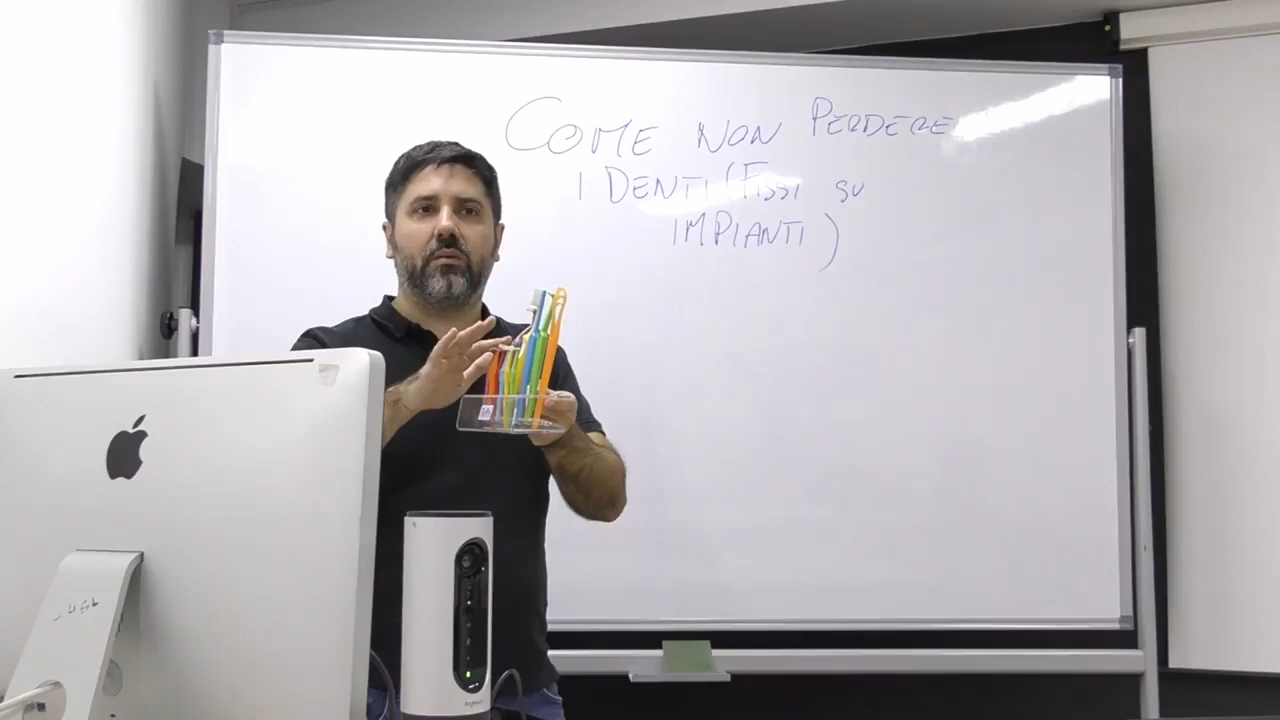 COME NON PERDERE
I DENTI (FISSI SU
IMPIANTI)